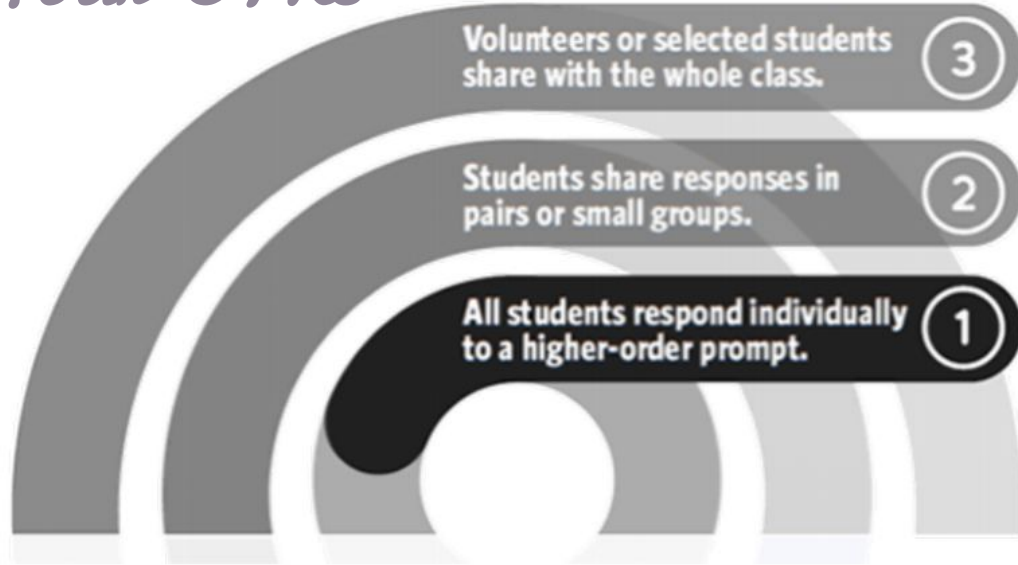 Volunteers or selected students
share with the whole class.
3
Students share responses in
pairs or small groups.
2
All students respond individually
to a higher-order prompt.
1